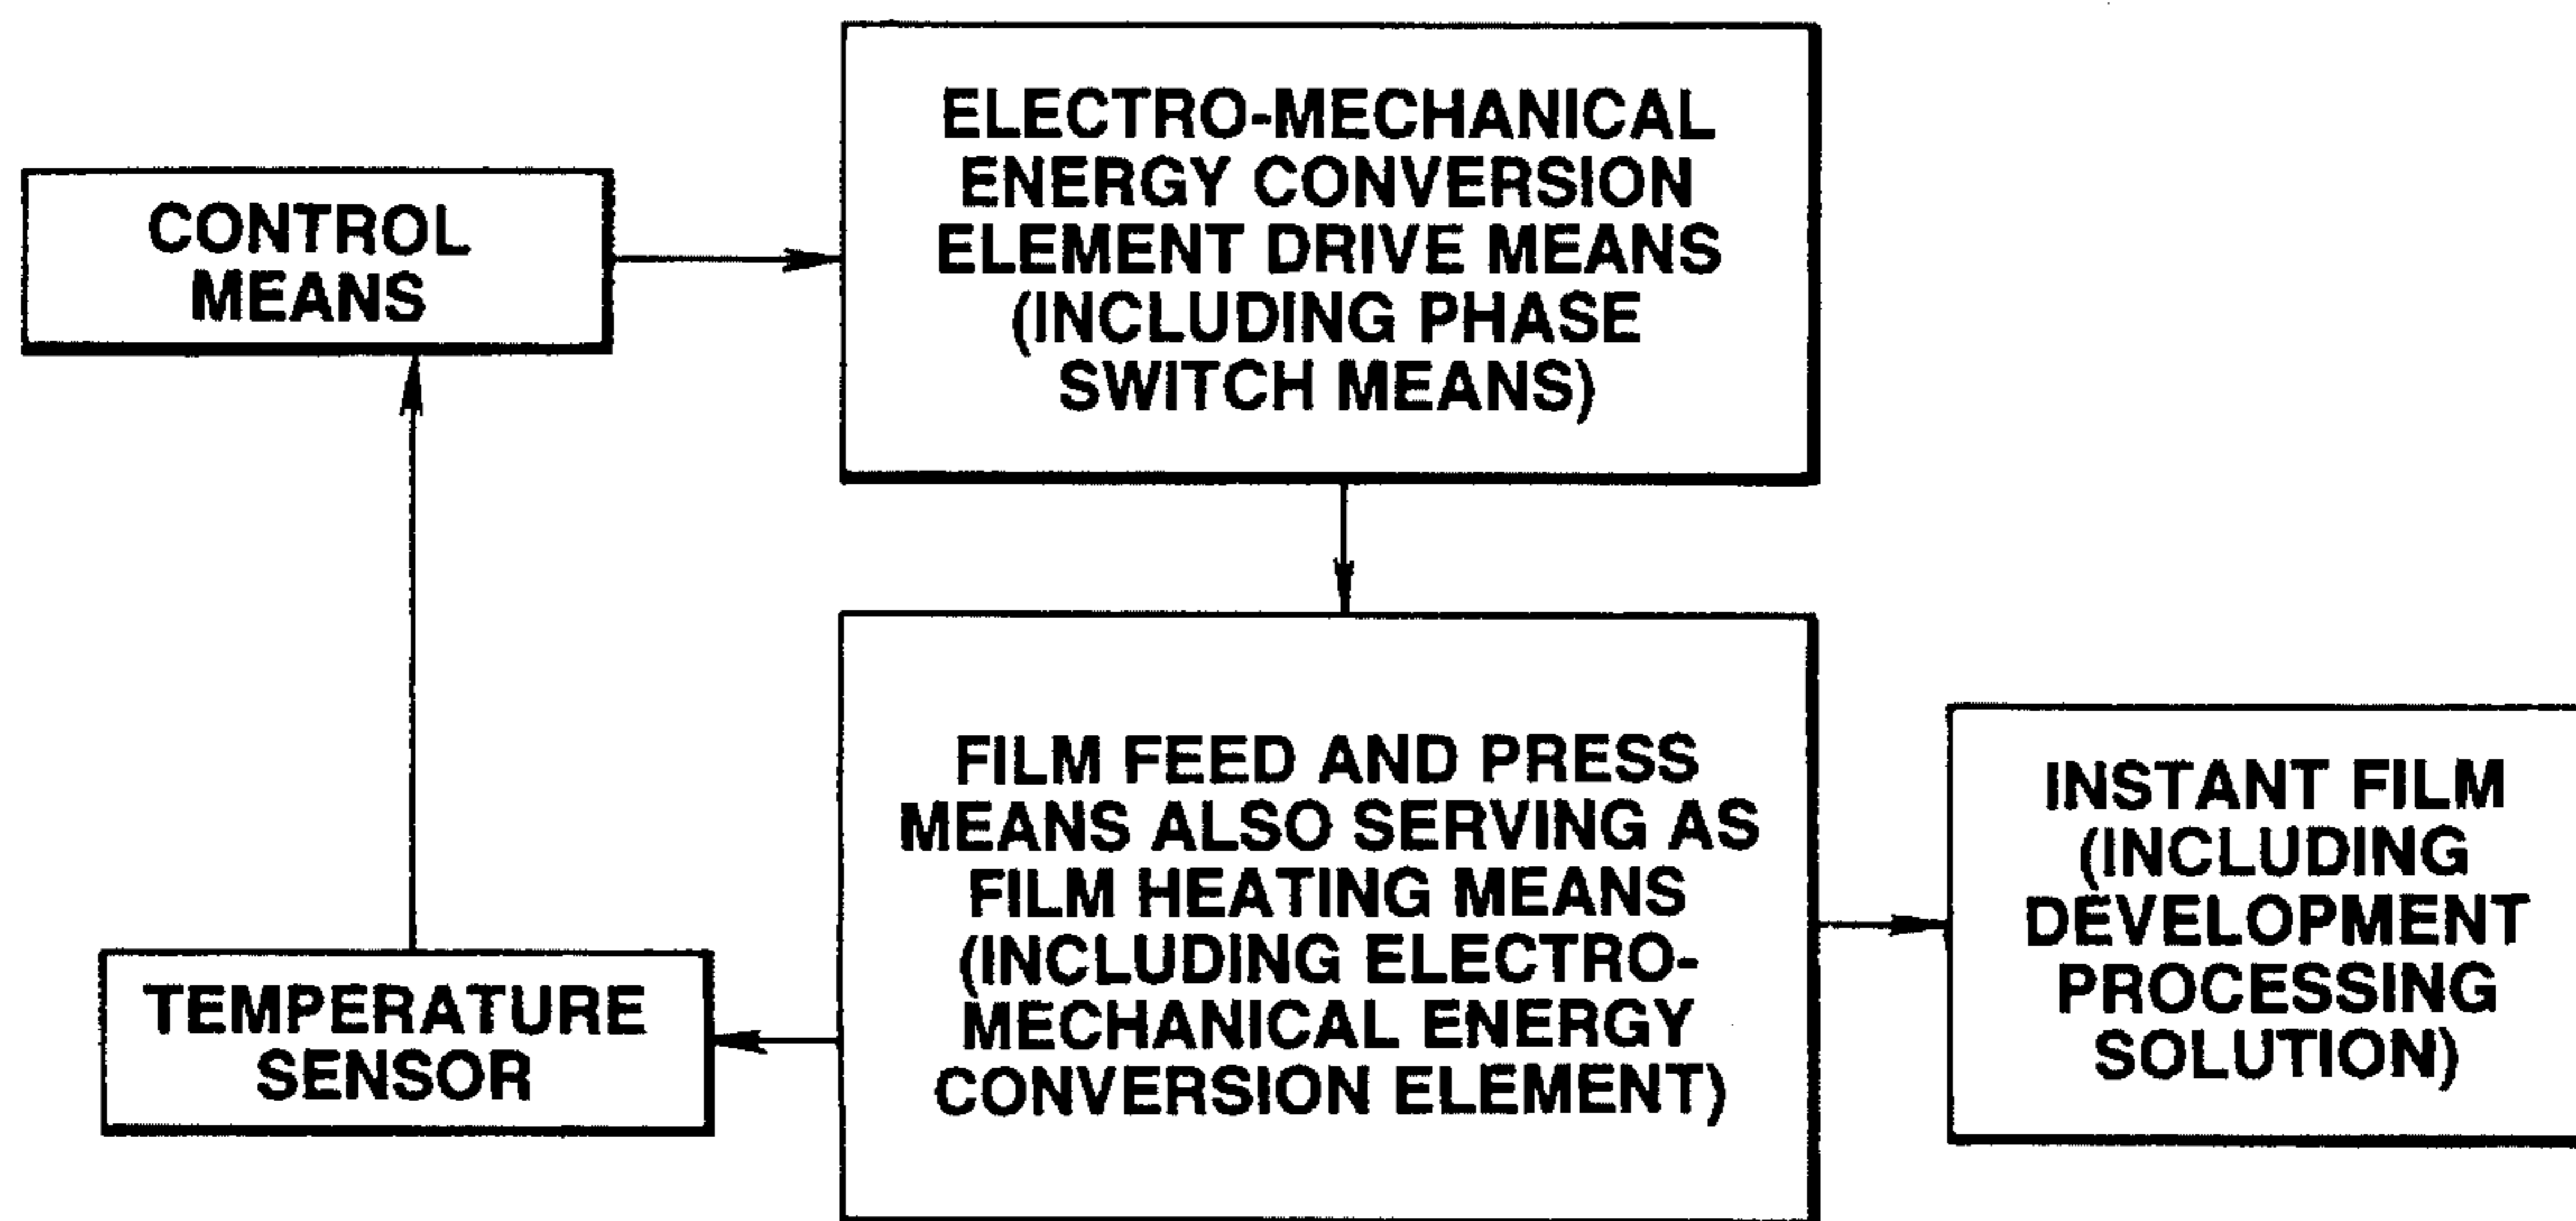 CONTROL
MEANS
ELECTRO-MECHANICAL
ENERGY CONVERSION
ELEMENT DRIVE MEANS
(INCLUDING PHASE
SWITCH MEANS)
TEMPERATURE
SENSOR
FILM FEED AND PRESS
MEANS ALSO SERVING AS
FILM HEATING MEANS
(INCLUDING ELECTRO-
MECHANICAL ENERGY
CONVERSION ELEMENT)
INSTANT FILM
(INCLUDING
DEVELOPMENT
PROCESSING
SOLUTION)